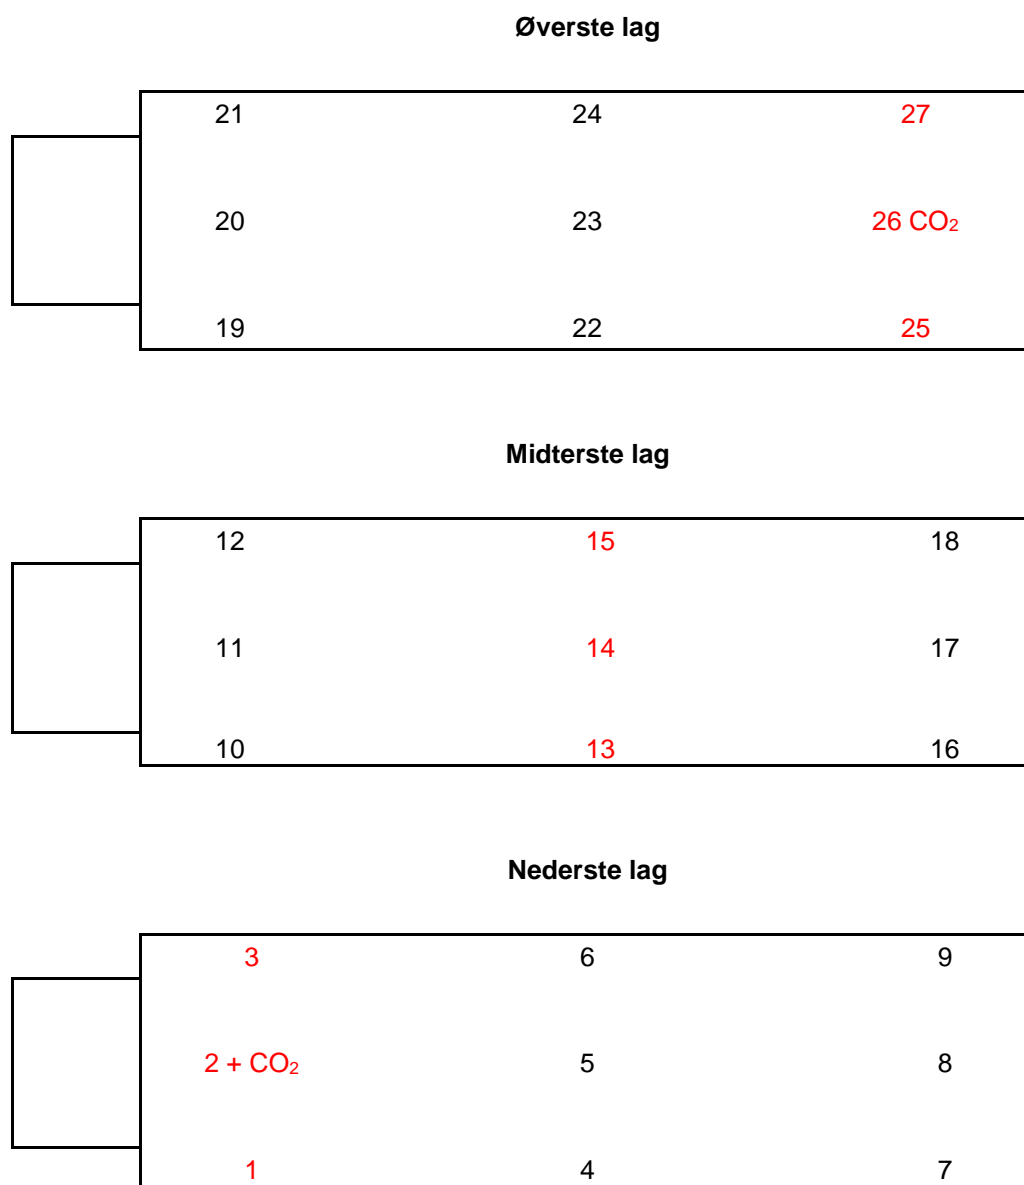 Øverste lag
21 24 27
20 23 26 CO₂
19 22 25
Midterste lag
12 15 18
11 14 17
10 13 16
Nederste lag
3 6 9
2 + CO₂ 5 8
1 4 7